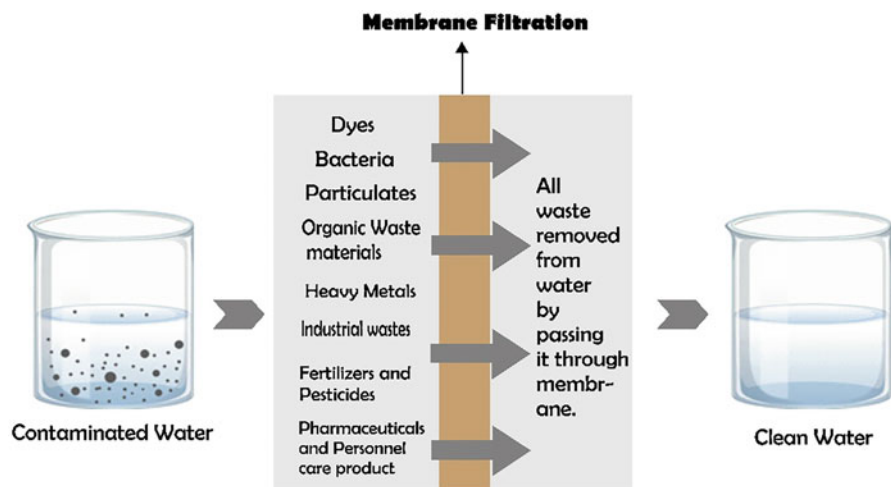 Membrane Filtration
Dyes
Bacteria
Particulates
Organic Waste
materials
Heavy Metals
Industrial wastes
Fertilizers and
Pesticides
Pharmaceuticals
and Personnel
care product
All
waste
removed
from
water
by
passing
it through
membr-
ane.
Contaminated Water
Clean Water